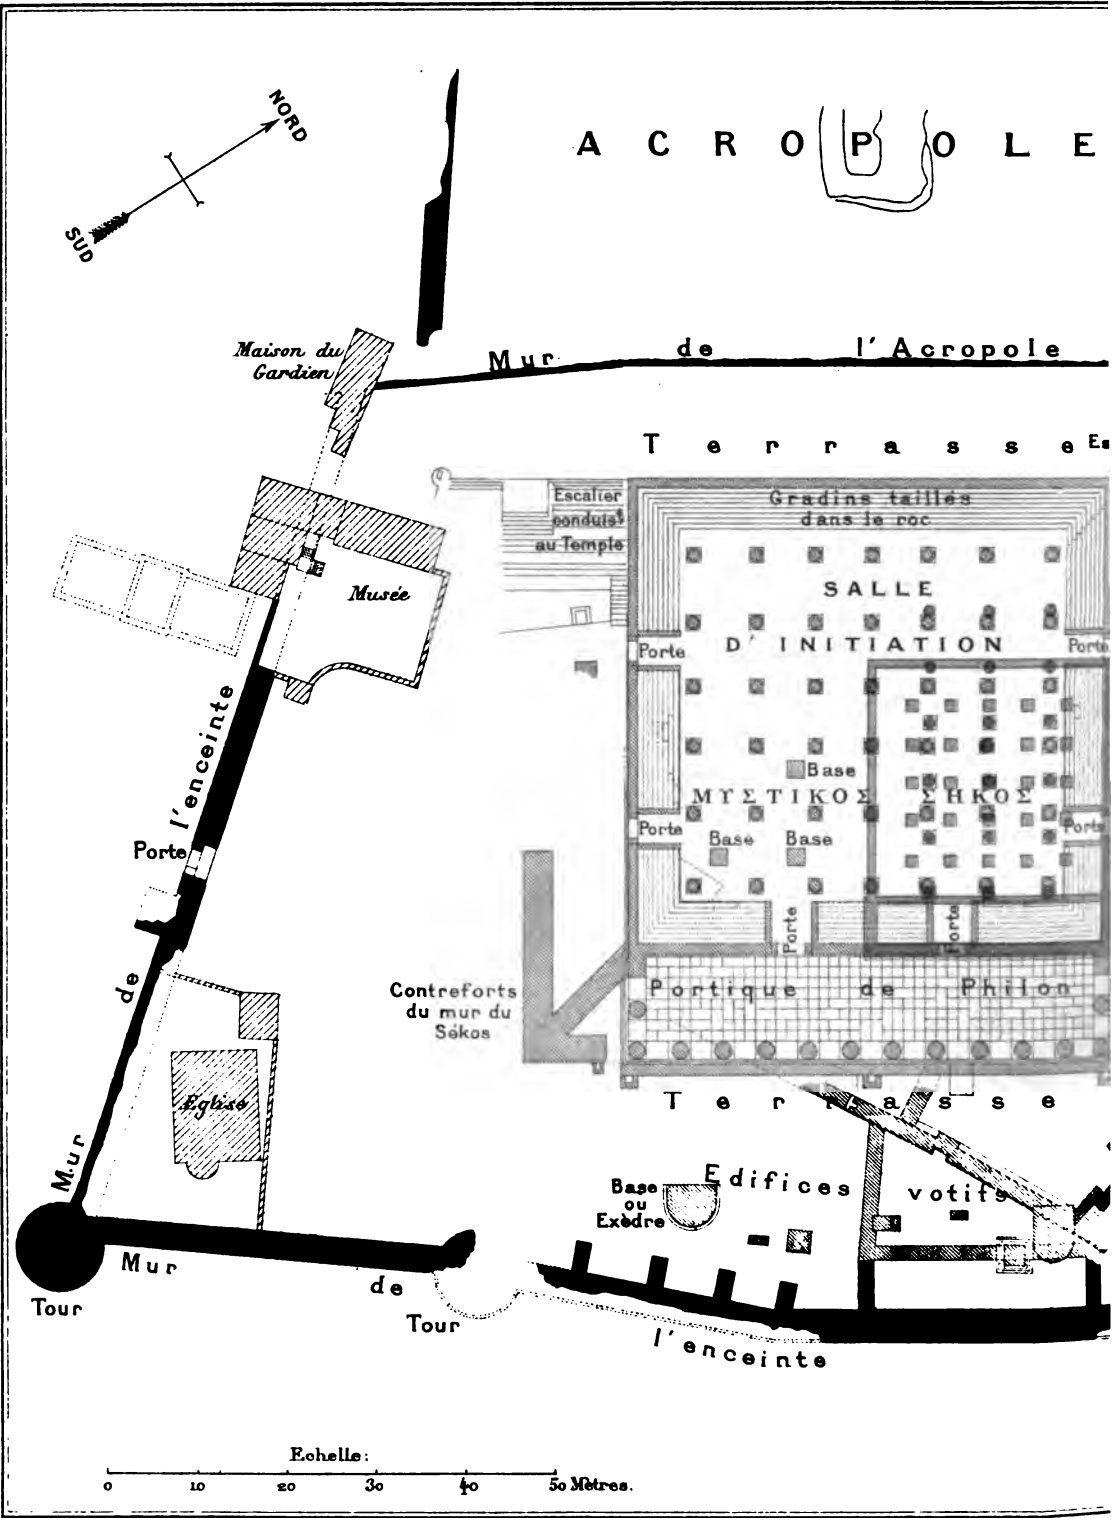 NORD
SUD
ACROPOLE
Maison du
Gardien
Mur de l'Acropole
Terrasse Es
Escalier
conduis.t
au Temple
Gradins taillés
dans le roc
SALLE
D'INITIATION
Porte
Porte
Musée
Base
ΜΥΣΤΙΚΟΣ ΣΗΚΟΣ
Porte
Porte
Base
Base
Porte
Porte
Porte
Mur de l'enceinte
Contreforts
du mur du
Sékos
Portique de Philon
Terrasse
Eglise
Edifices votifs
Base
ou
Exèdre
Tour
Mur de l'enceinte
Tour
Echelle:
0 10 20 30 40 50 Mètres.